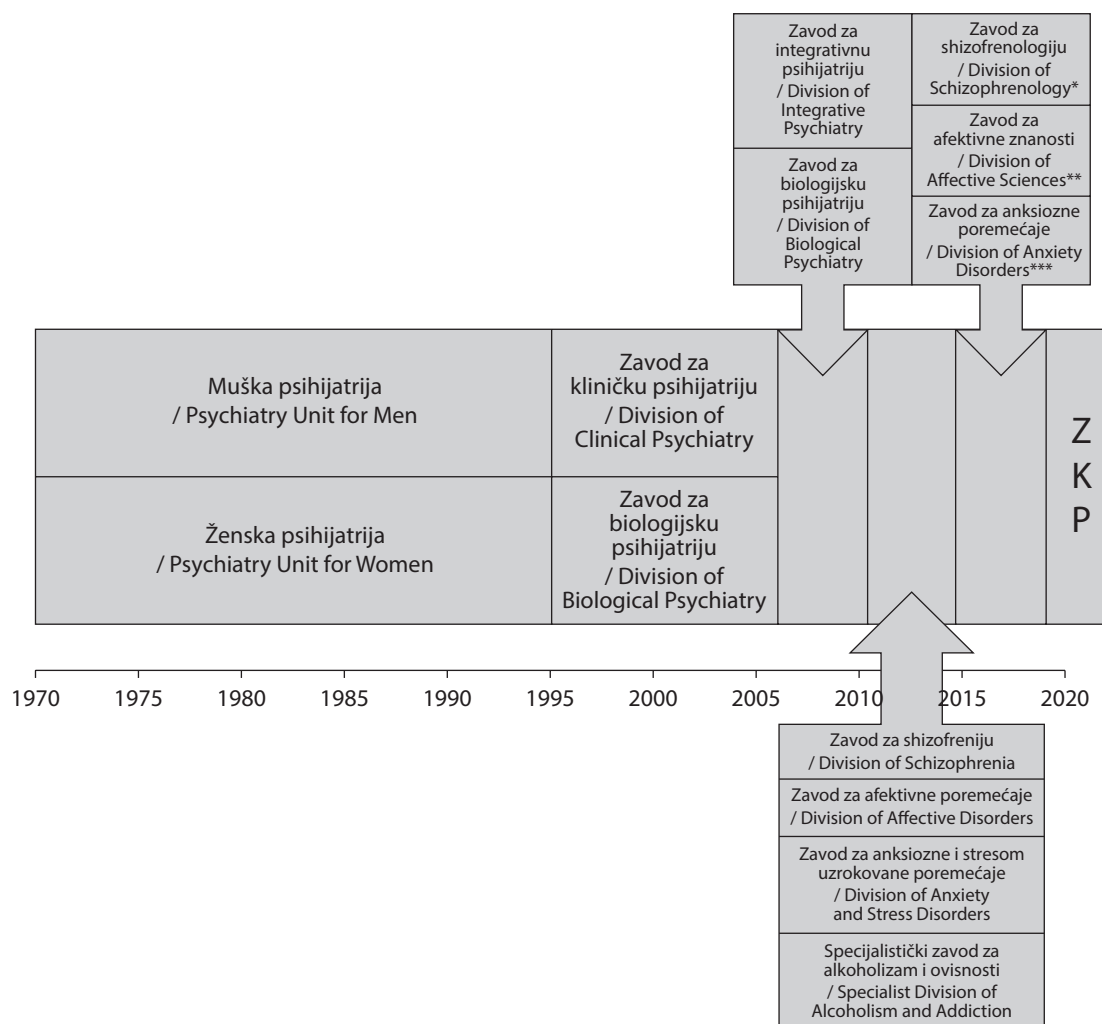 Zavod za
integrativnu
psihijatriju
/ Division of
Integrative
Psychiatry
Zavod za
biologijsku
psihijatriju
/ Division of
Biological
Psychiatry
Zavod za
shizofrenologiju
/ Division of
Schizophrenology*
Zavod za
afektivne znanosti
/ Division of
Affective Sciences**
Zavod za anksiozne
poremećaje
/ Division of Anxiety
Disorders***
Muška psihijatrija
/ Psychiatry Unit for Men
Ženska psihijatrija
/ Psychiatry Unit for Women
Zavod za
kliničku psihijatriju
/ Division of
Clinical Psychiatry
Zavod za
biologijsku
psihijatriju
/ Division of
Biological Psychiatry
Z
K
P
1970 1975 1980 1985 1990 1995 2000 2005 2010 2015 2020
Zavod za shizofreniju
/ Division of Schizophrenia
Zavod za afektivne poremećaje
/ Division of Affective Disorders
Zavod za anksiozne i stresom
uzrokovane poremećaje
/ Division of Anxiety
and Stress Disorders
Specijalistički zavod za
alkoholizam i ovisnosti
/ Specialist Division of
Alcoholism and Addiction